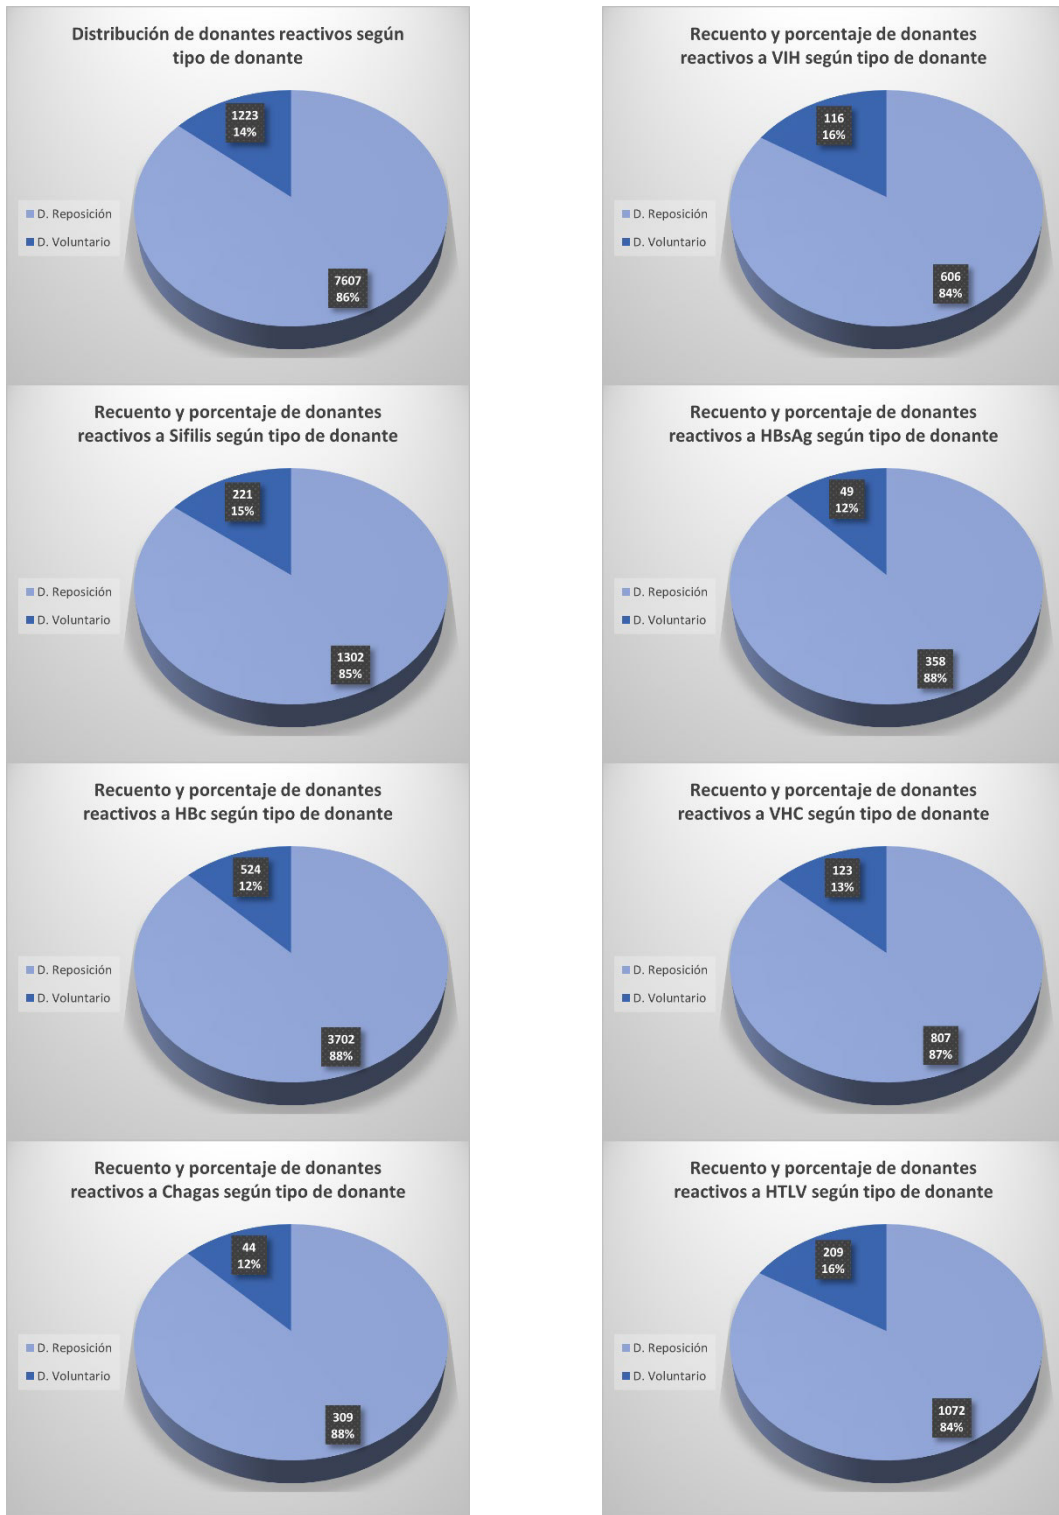 Distribución de donantes reactivos según
tipo de donante
1223
14%
D. Reposición
D. Voluntario
7607
86%
Recuento y porcentaje de donantes
reactivos a VIH según tipo de donante
116
16%
D. Reposición
D. Voluntario
606
84%
Recuento y porcentaje de donantes
reactivos a Sifilis según tipo de donante
221
15%
D. Reposición
D. Voluntario
1302
85%
Recuento y porcentaje de donantes
reactivos a HBsAg según tipo de donante
49
12%
D. Reposición
D. Voluntario
358
88%
Recuento y porcentaje de donantes
reactivos a HBc según tipo de donante
524
12%
D. Reposición
D. Voluntario
3702
88%
Recuento y porcentaje de donantes
reactivos a VHC según tipo de donante
123
13%
D. Reposición
D. Voluntario
807
87%
Recuento y porcentaje de donantes
reactivos a Chagas según tipo de donante
44
12%
D. Reposición
D. Voluntario
309
88%
Recuento y porcentaje de donantes
reactivos a HTLV según tipo de donante
209
16%
D. Reposición
D. Voluntario
1072
84%